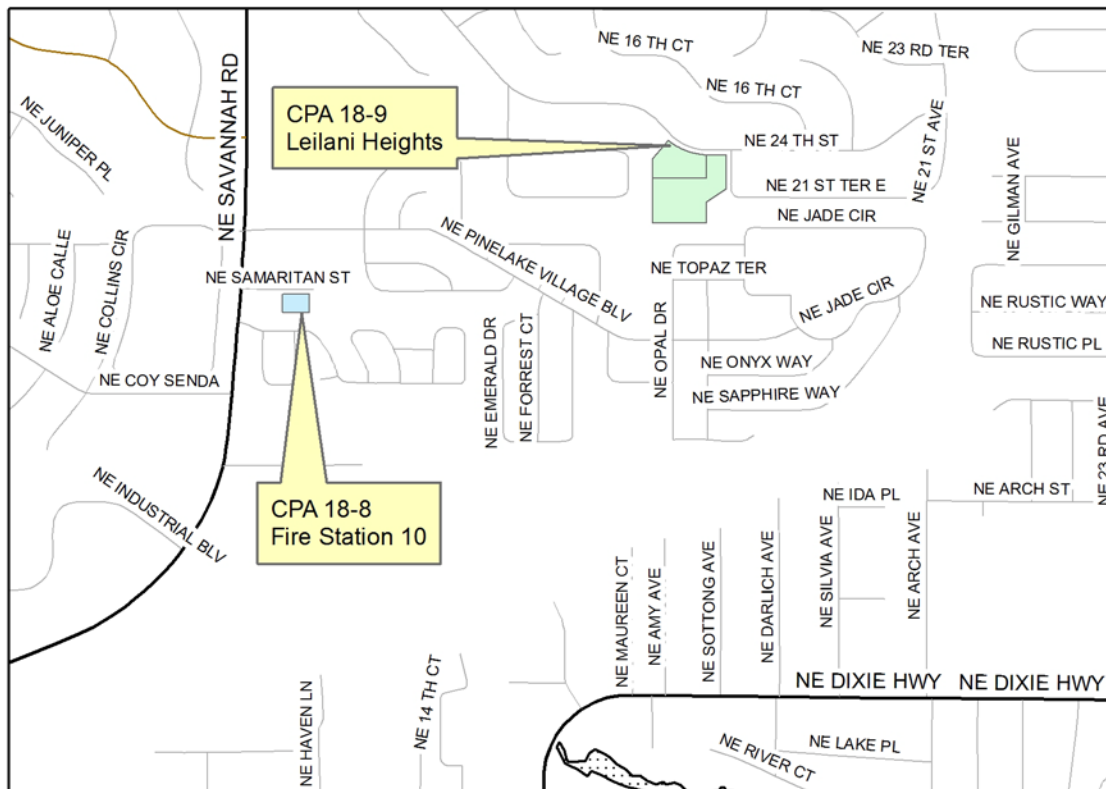 NE 16 TH CT
NE 23 RD TER
NE SAVANNAH RD
NE JUNIPER PL
CPA 18-9
Leilani Heights
NE 16 TH CT
NE 24 TH ST
NE 21 ST AVE
NE GILMAN AVE
NE 21 ST TER E
NE JADE CIR
NE PINELAKE VILLAGE BLV
NE ALOE CALLE
NE COLLINS CIR
NE SAMARITAN ST
NE TOPAZ TER
NE JADE CIR
NE RUSTIC WAY
NE RUSTIC PL
NE EMERALD DR
NE FORREST CT
NE OPAL DR
NE ONYX WAY
NE SAPPHIRE WAY
NE COY SENDA
NE INDUSTRIAL BLV
CPA 18-8
Fire Station 10
NE IDA PL
NE ARCH ST
NE 23 RD AVE
NE MAUREEN CT
NE AMY AVE
NE SOTTONG AVE
NE DARLICH AVE
NE SILVIA AVE
NE ARCH AVE
NE DIXIE HWY
NE DIXIE HWY
NE HAVEN LN
NE 14 TH CT
NE RIVER CT
NE LAKE PL